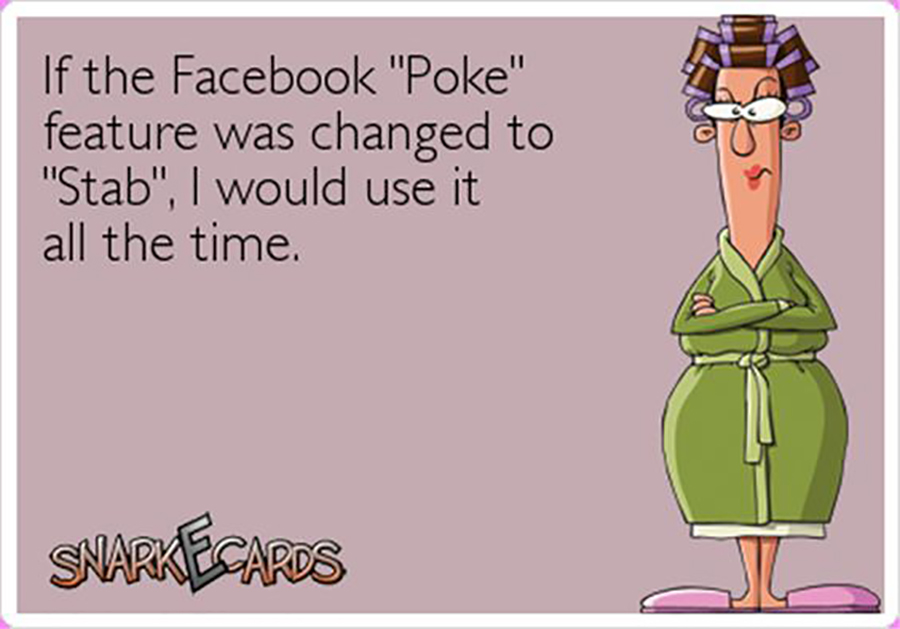 If the Facebook "Poke"
feature was changed to
"Stab", I would use it
all the time.
SNARKECARDS